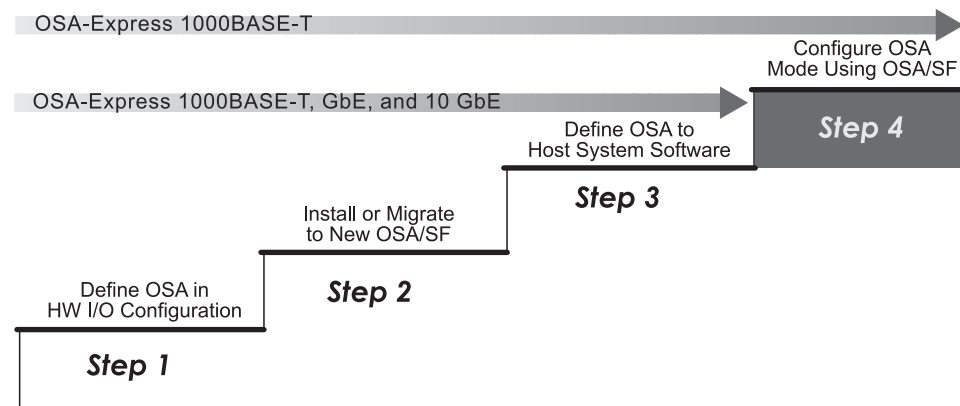 OSA-Express 1000BASE-T
Configure OSA
Mode Using OSA/SF
OSA-Express 1000BASE-T, GbE, and 10 GbE
Step 4
Define OSA to
Host System Software
Step 3
Install or Migrate
to New OSA/SF
Step 2
Define OSA in
HW I/O Configuration
Step 1